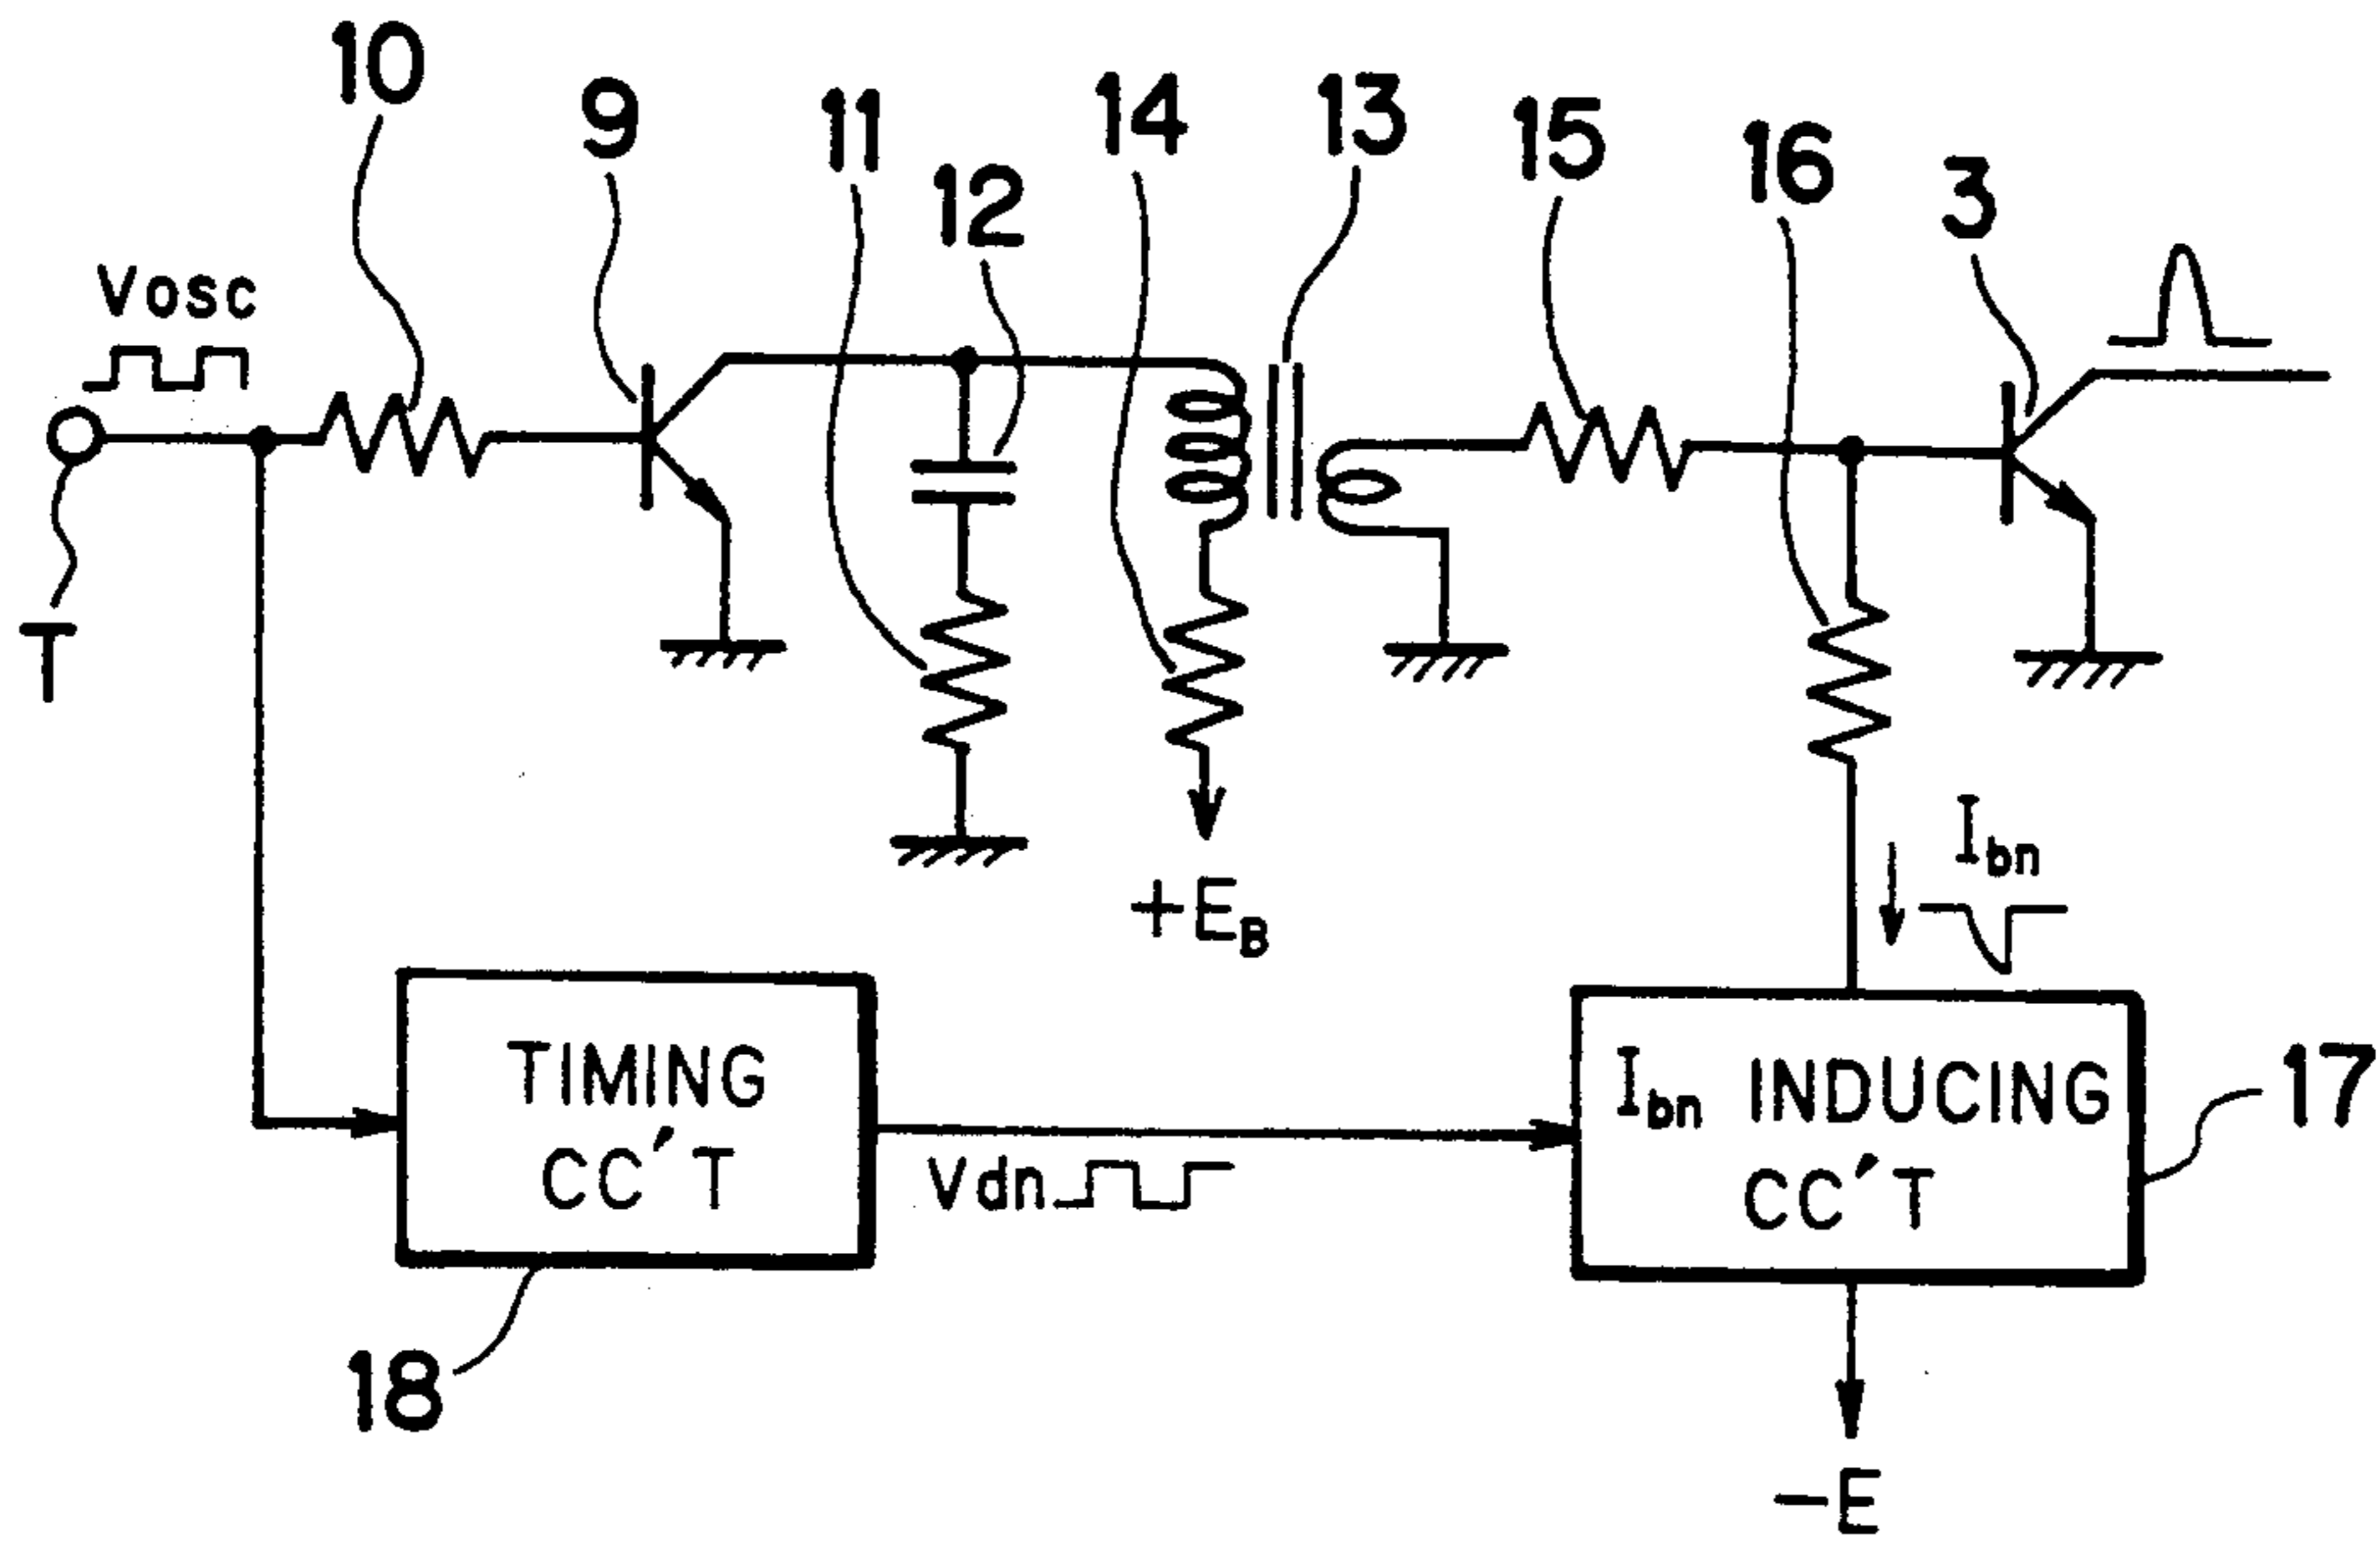 10
9
11
12
14
13
15
16
3
Vosc
T
+EB
Ibn
TIMING
CC'T
Vdn
Ibn INDUCING
CC'T
17
18
-E